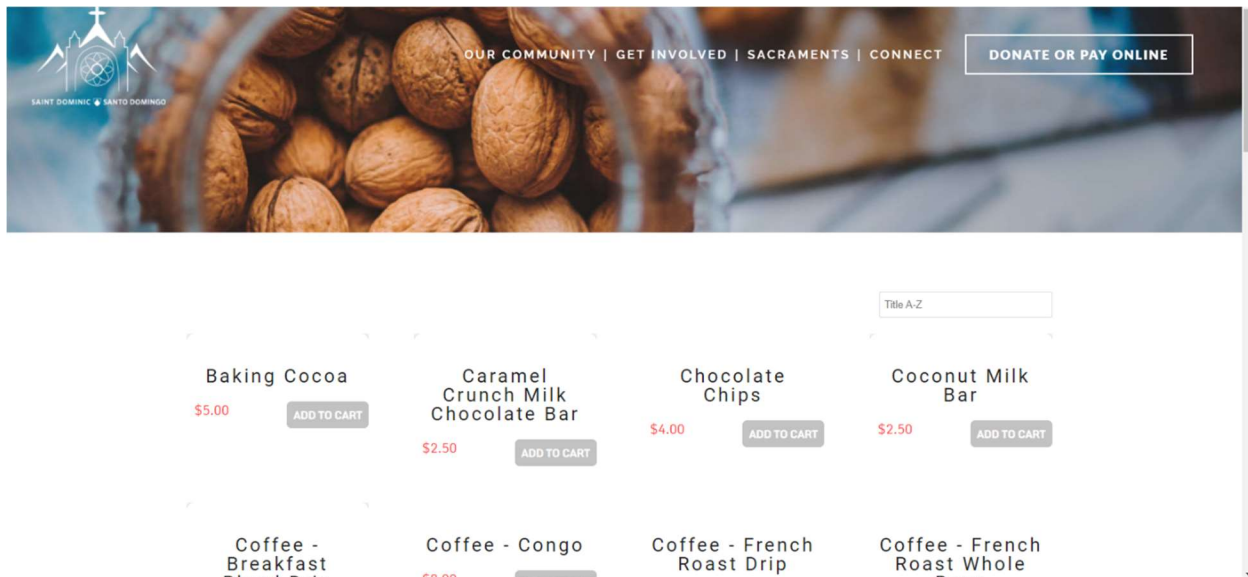 OUR COMMUNITY | GET INVOLVED | SACRAMENTS | CONNECT
DONATE OR PAY ONLINE
SAINT DOMINIC SANTO DOMINGO
Title A-Z
Baking Cocoa
$5.00
ADD TO CART
Caramel
Crunch Milk
Chocolate Bar
$2.50
ADD TO CART
Chocolate
Chips
$4.00
ADD TO CART
Coconut Milk
Bar
$2.50
ADD TO CART
Coffee -
Breakfast
Coffee - Congo
Coffee - French
Roast Drip
Coffee - French
Roast Whole